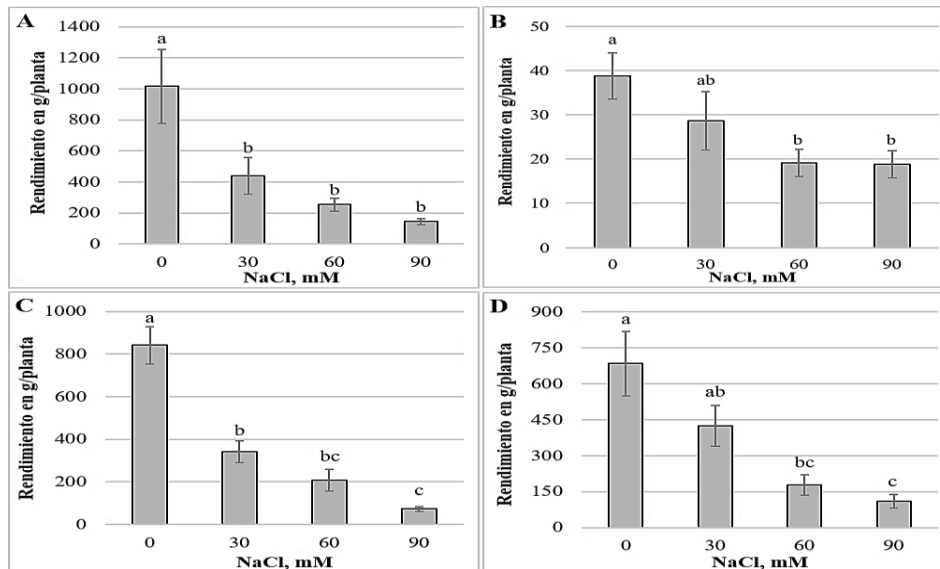 A
Rendimiento en g/planta
1400
1200
1000
800
600
400
200
0
a
b
b
b
0 30 60 90
NaCl, mM
B
Rendimiento en g/planta
50
40
30
20
10
0
a
ab
b
b
0 30 60 90
NaCl, mM
C
Rendimiento en g/planta
1000
800
600
400
200
0
a
b
bc
c
0 30 60 90
NaCl, mM
D
Rendimiento en g/planta
900
750
600
450
300
150
0
a
ab
bc
c
0 30 60 90
NaCl, mM